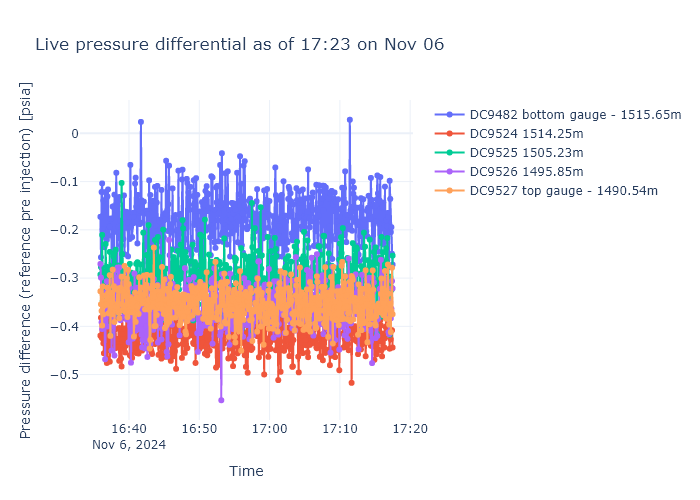 Live pressure differential as of 17:23 on Nov 06
Pressure difference (reference pre injection) [psia]
0
−0.1
−0.2
−0.3
−0.4
−0.5
16:40
16:50
17:00
17:10
17:20
Nov 6, 2024
Time
DC9482 bottom gauge - 1515.65m
DC9524 1514.25m
DC9525 1505.23m
DC9526 1495.85m
DC9527 top gauge - 1490.54m